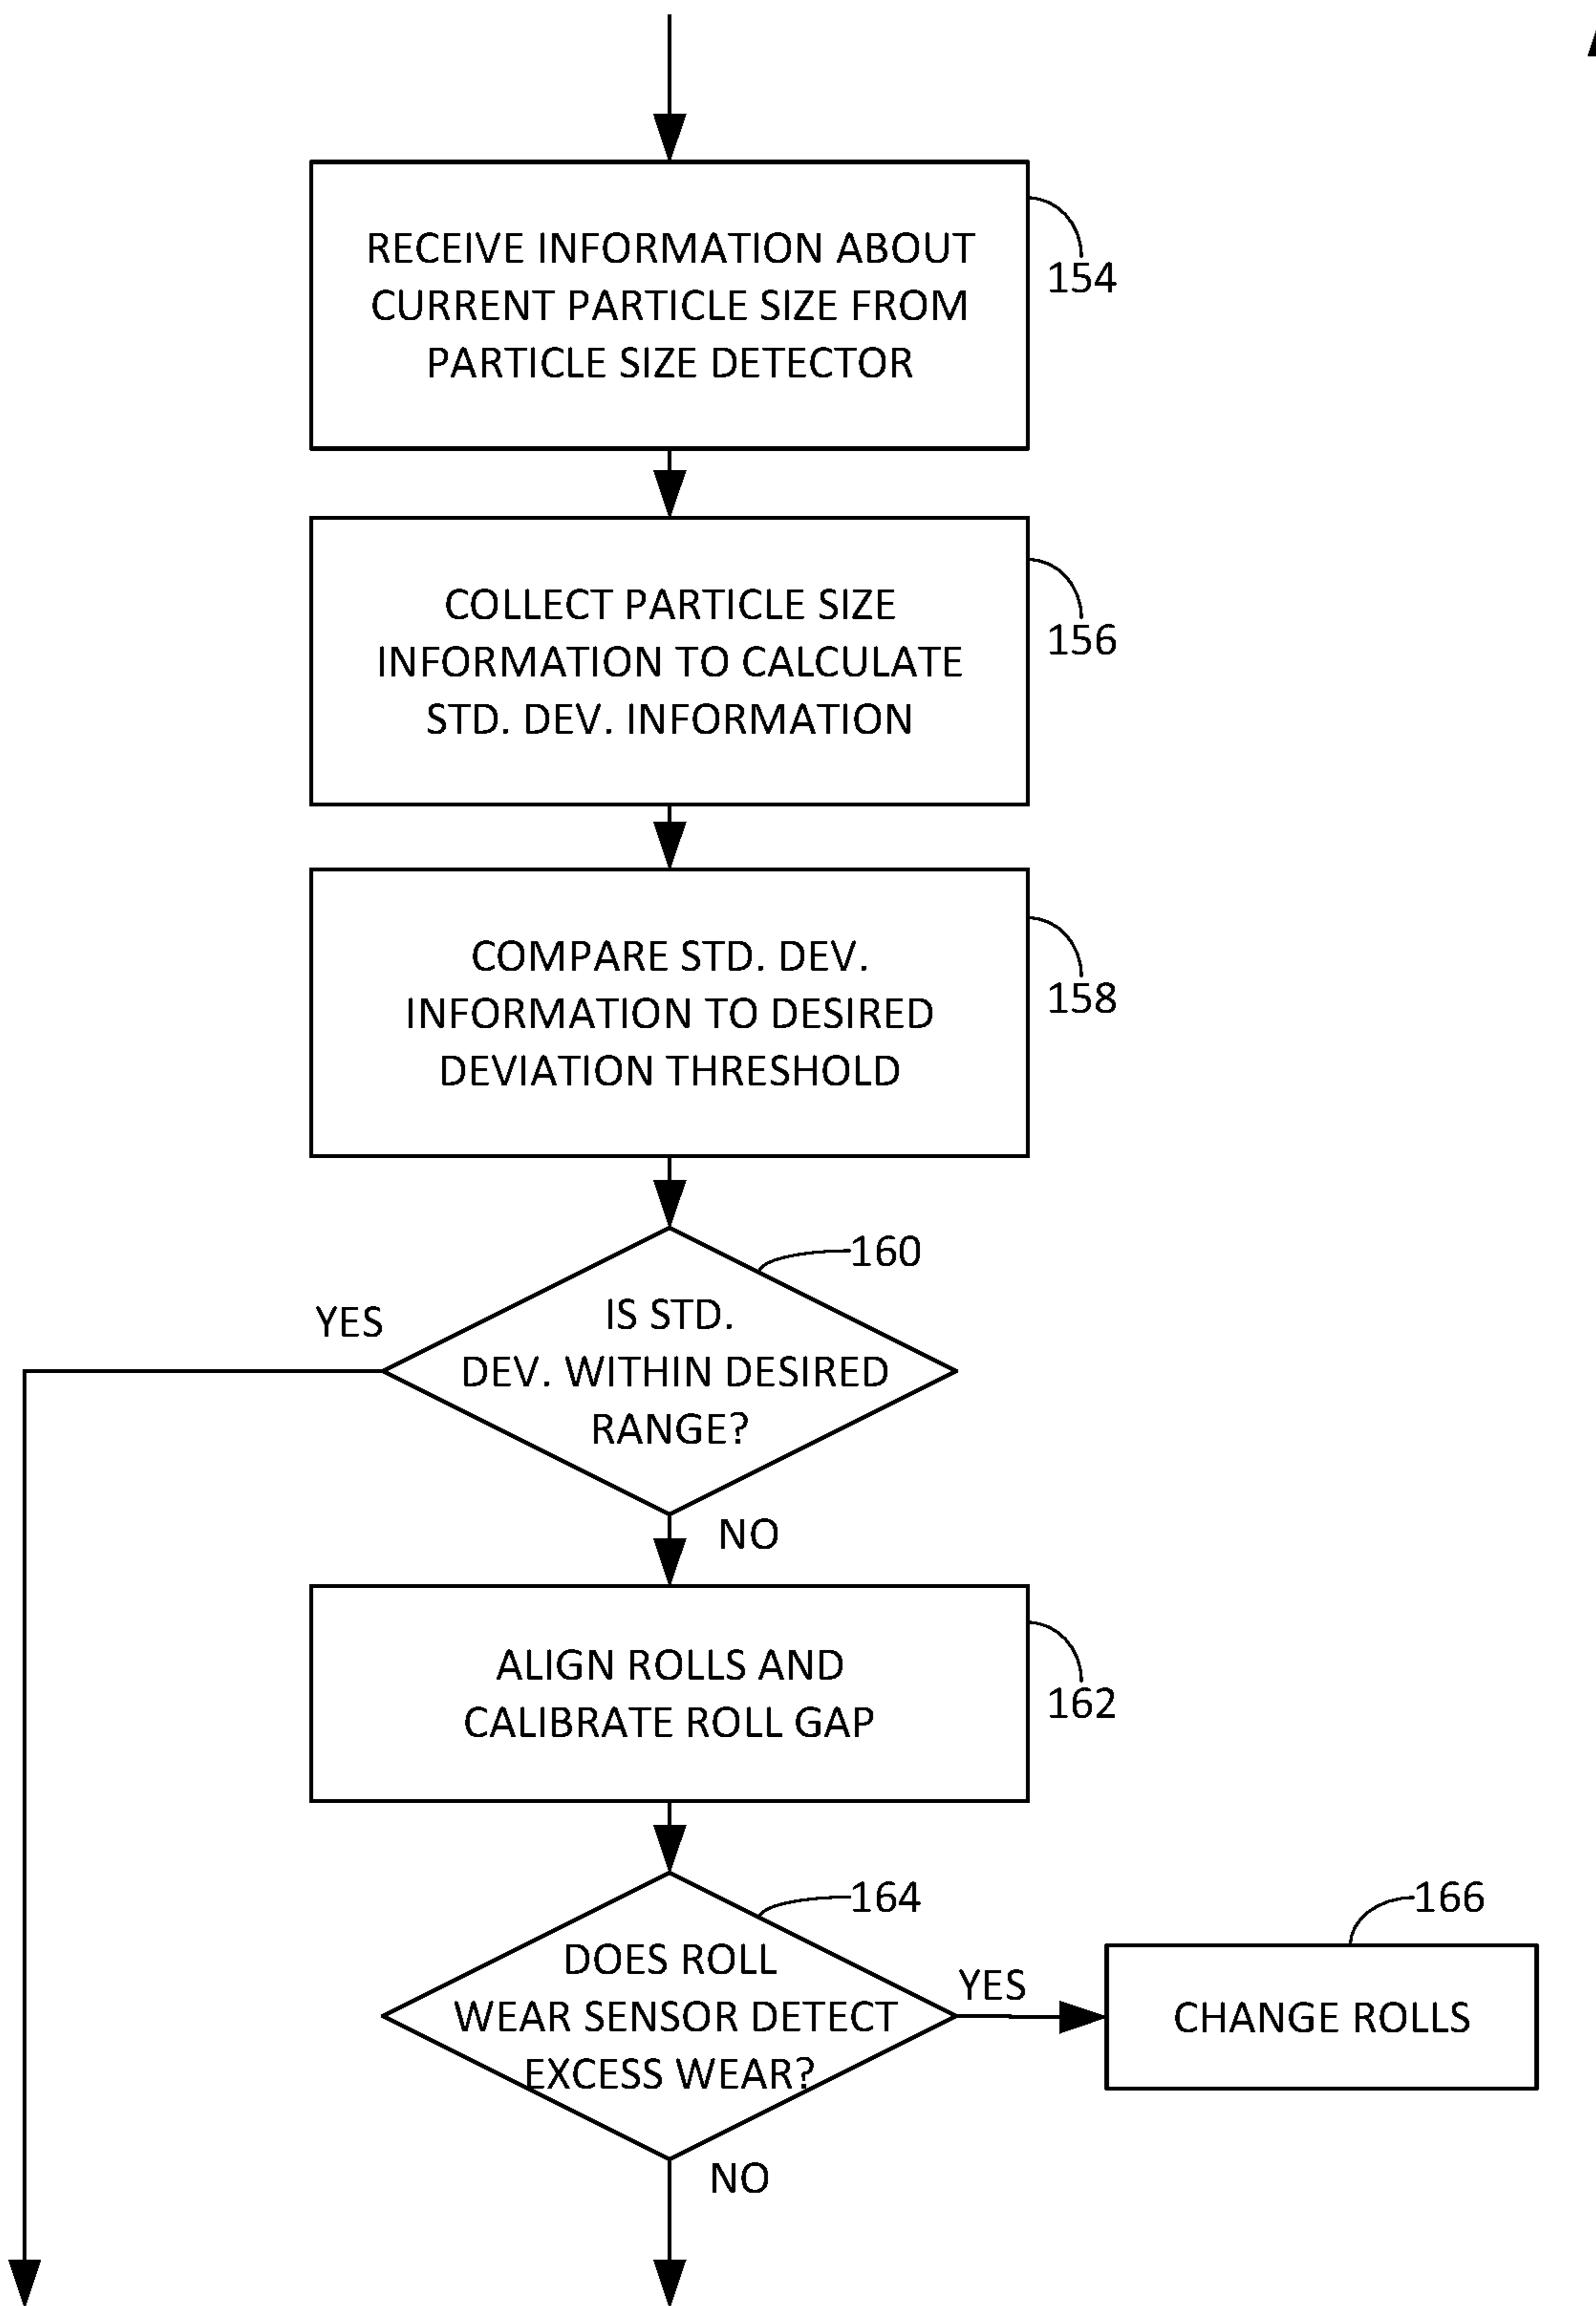 RECEIVE INFORMATION ABOUT
CURRENT PARTICLE SIZE FROM
PARTICLE SIZE DETECTOR
154
COLLECT PARTICLE SIZE
INFORMATION TO CALCULATE
STD. DEV. INFORMATION
156
COMPARE STD. DEV.
INFORMATION TO DESIRED
DEVIATION THRESHOLD
158
160
YES
IS STD.
DEV. WITHIN DESIRED
RANGE?
NO
ALIGN ROLLS AND
CALIBRATE ROLL GAP
162
164
DOES ROLL
WEAR SENSOR DETECT
EXCESS WEAR?
YES
166
CHANGE ROLLS
NO